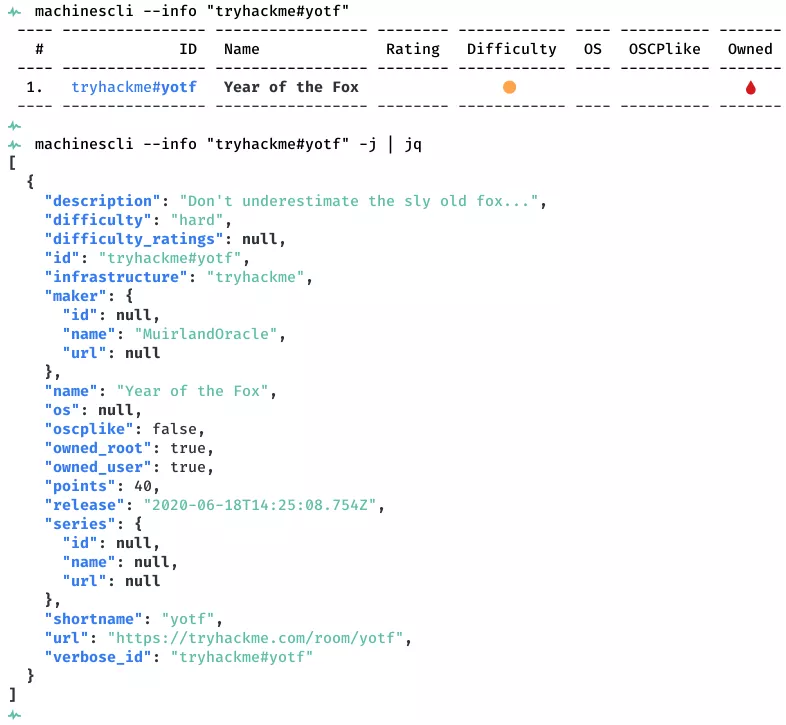 machinescli --info "tryhackme#yotf"
---- ---------------- ----------------- -------- ------------ ---- ---------- -------
# ID Name Rating Difficulty OS OSCPlike Owned
---- ---------------- ----------------- -------- ------------ ---- ---------- -------
1. tryhackme#yotf Year of the Fox
---- ---------------- ----------------- -------- ------------ ---- ---------- -------
machinescli --info "tryhackme#yotf" -j | jq
[
{
"description": "Don't underestimate the sly old fox...",
"difficulty": "hard",
"difficulty_ratings": null,
"id": "tryhackme#yotf",
"infrastructure": "tryhackme",
"maker": {
"id": null,
"name": "MuirlandOracle",
"url": null
},
"name": "Year of the Fox",
"os": null,
"oscplike": false,
"owned_root": true,
"owned_user": true,
"points": 40,
"release": "2020-06-18T14:25:08.754Z",
"series": {
"id": null,
"name": null,
"url": null
},
"shortname": "yotf",
"url": "https://tryhackme.com/room/yotf",
"verbose_id": "tryhackme#yotf"
}
]